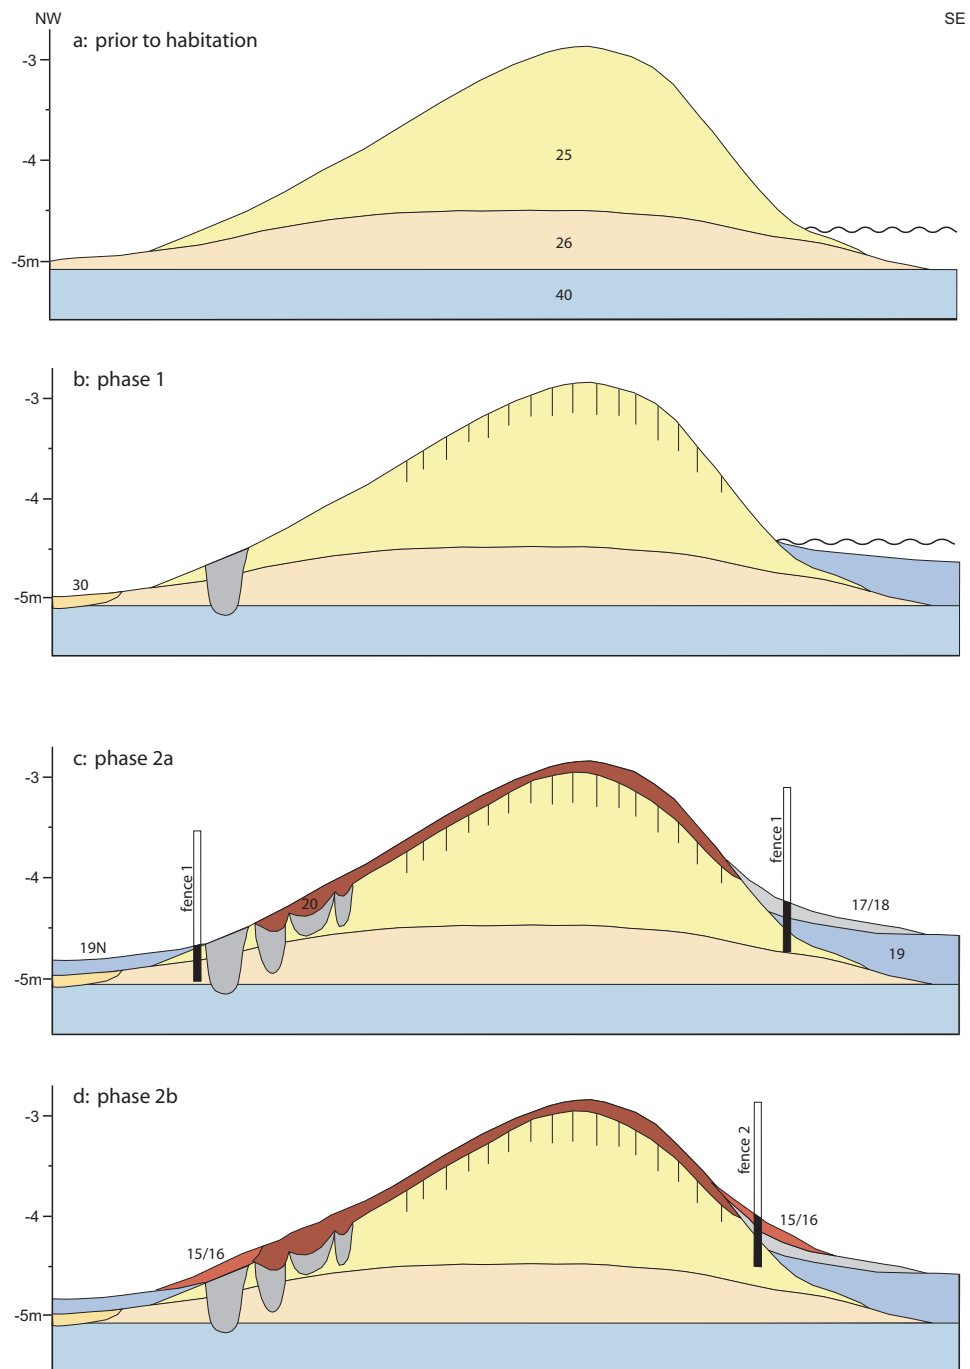 NW
SE
a: prior to habitation
-3
-4
-5m
25
26
40
b: phase 1
-3
-4
-5m
30
c: phase 2a
-3
-4
-5m
fence 1
fence 1
20
17/18
19N
19
d: phase 2b
-3
-4
-5m
fence 2
15/16
15/16